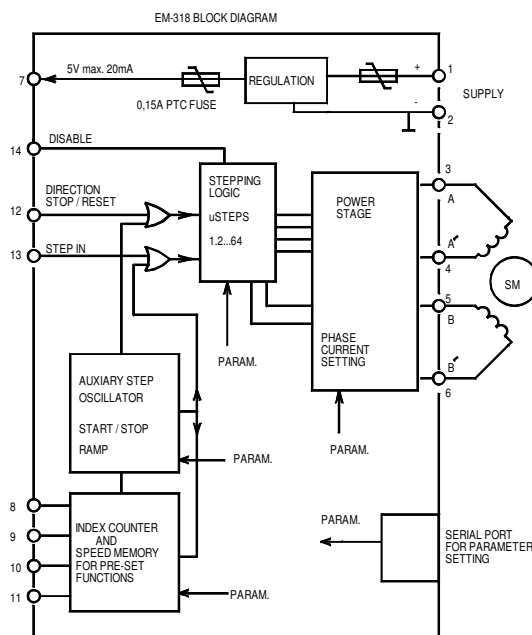 EM-318 BLOCK DIAGRAM
7
5V max. 20mA
0,15A PTC FUSE
REGULATION
+
1
-
2
SUPPLY
14
DISABLE
12
DIRECTION
STOP / RESET
13
STEP IN
STEPPING
LOGIC
uSTEPS
1.2...64
POWER
STAGE
PHASE
CURRENT
SETTING
3
A
A'
4
5
B
B'
6
SM
PARAM.
PARAM.
AUXIARY STEP
OSCILLATOR
START / STOP
RAMP
PARAM.
8
9
10
11
INDEX COUNTER
AND
SPEED MEMORY
FOR PRE-SET
FUNCTIONS
PARAM.
PARAM.
SERIAL PORT
FOR PARAMETER
SETTING